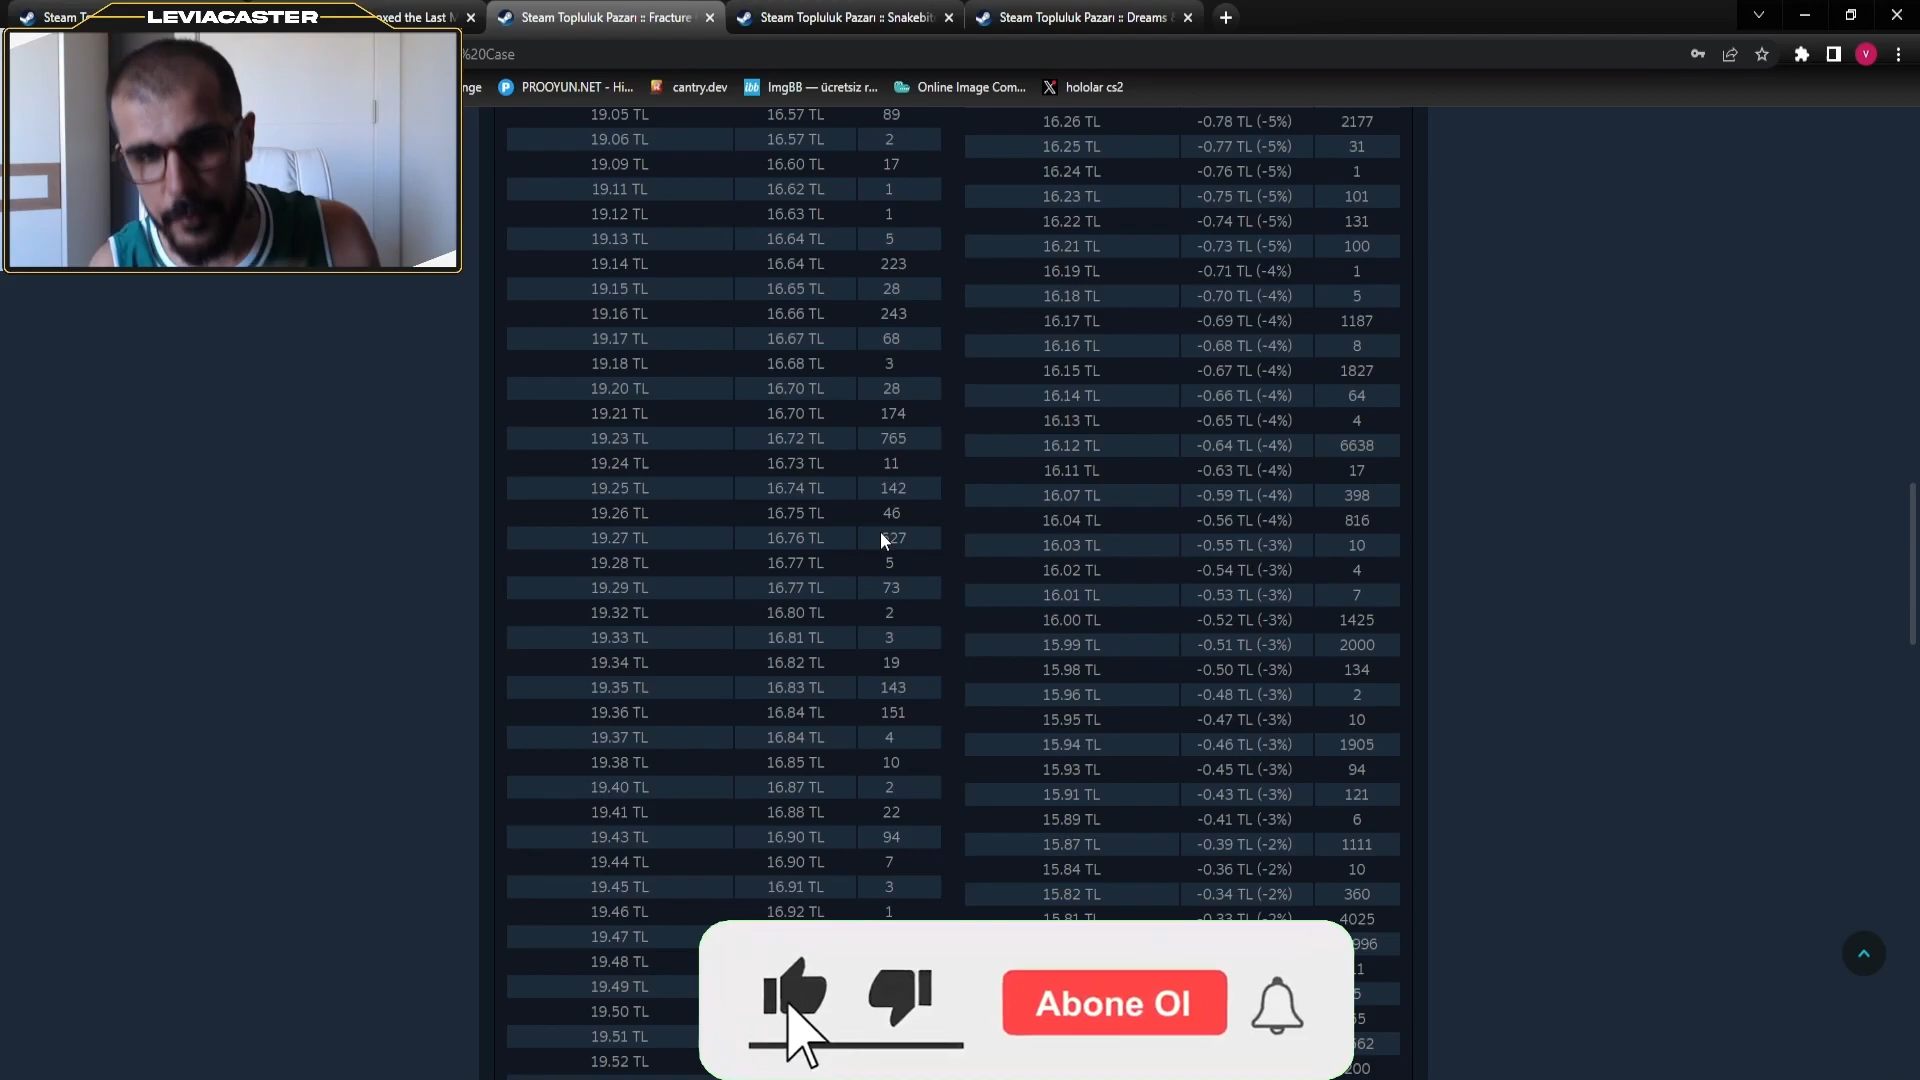 Steam T
LEVIACASTER
oxed the Last M
Steam Topluluk Pazarı :: Fracture
Steam Topluluk Pazarı :: Snakebit
Steam Topluluk Pazarı :: Dreams &
%20Case
V
nge
PROOYUN.NET - Hi...
cantry.dev
ibb
ImgBB — ücretsiz r...
Online Image Com...
hololar cs2
19.05 TL 16.57 TL 89
19.06 TL 16.57 TL 2
19.09 TL 16.60 TL 17
19.11 TL 16.62 TL 1
19.12 TL 16.63 TL 1
19.13 TL 16.64 TL 5
19.14 TL 16.64 TL 223
19.15 TL 16.65 TL 28
19.16 TL 16.66 TL 243
19.17 TL 16.67 TL 68
19.18 TL 16.68 TL 3
19.20 TL 16.70 TL 28
19.21 TL 16.70 TL 174
19.23 TL 16.72 TL 765
19.24 TL 16.73 TL 11
19.25 TL 16.74 TL 142
19.26 TL 16.75 TL 46
19.27 TL 16.76 TL 27
19.28 TL 16.77 TL 5
19.29 TL 16.77 TL 73
19.32 TL 16.80 TL 2
19.33 TL 16.81 TL 3
19.34 TL 16.82 TL 19
19.35 TL 16.83 TL 143
19.36 TL 16.84 TL 151
19.37 TL 16.84 TL 4
19.38 TL 16.85 TL 10
19.40 TL 16.87 TL 2
19.41 TL 16.88 TL 22
19.43 TL 16.90 TL 94
19.44 TL 16.90 TL 7
19.45 TL 16.91 TL 3
19.46 TL 16.92 TL 1
19.47 TL
19.48 TL
19.49 TL
19.50 TL
19.51 TL
19.52 TL
16.26 TL -0.78 TL (-5%) 2177
16.25 TL -0.77 TL (-5%) 31
16.24 TL -0.76 TL (-5%) 1
16.23 TL -0.75 TL (-5%) 101
16.22 TL -0.74 TL (-5%) 131
16.21 TL -0.73 TL (-5%) 100
16.19 TL -0.71 TL (-4%) 1
16.18 TL -0.70 TL (-4%) 5
16.17 TL -0.69 TL (-4%) 1187
16.16 TL -0.68 TL (-4%) 8
16.15 TL -0.67 TL (-4%) 1827
16.14 TL -0.66 TL (-4%) 64
16.13 TL -0.65 TL (-4%) 4
16.12 TL -0.64 TL (-4%) 6638
16.11 TL -0.63 TL (-4%) 17
16.07 TL -0.59 TL (-4%) 398
16.04 TL -0.56 TL (-4%) 816
16.03 TL -0.55 TL (-3%) 10
16.02 TL -0.54 TL (-3%) 4
16.01 TL -0.53 TL (-3%) 7
16.00 TL -0.52 TL (-3%) 1425
15.99 TL -0.51 TL (-3%) 2000
15.98 TL -0.50 TL (-3%) 134
15.96 TL -0.48 TL (-3%) 2
15.95 TL -0.47 TL (-3%) 10
15.94 TL -0.46 TL (-3%) 1905
15.93 TL -0.45 TL (-3%) 94
15.91 TL -0.43 TL (-3%) 121
15.89 TL -0.41 TL (-3%) 6
15.87 TL -0.39 TL (-2%) 1111
15.84 TL -0.36 TL (-2%) 10
15.82 TL -0.34 TL (-2%) 360
15.81 TL -0.33 TL (-2%) 4025
996
1
5
55
562
200
Abone Ol